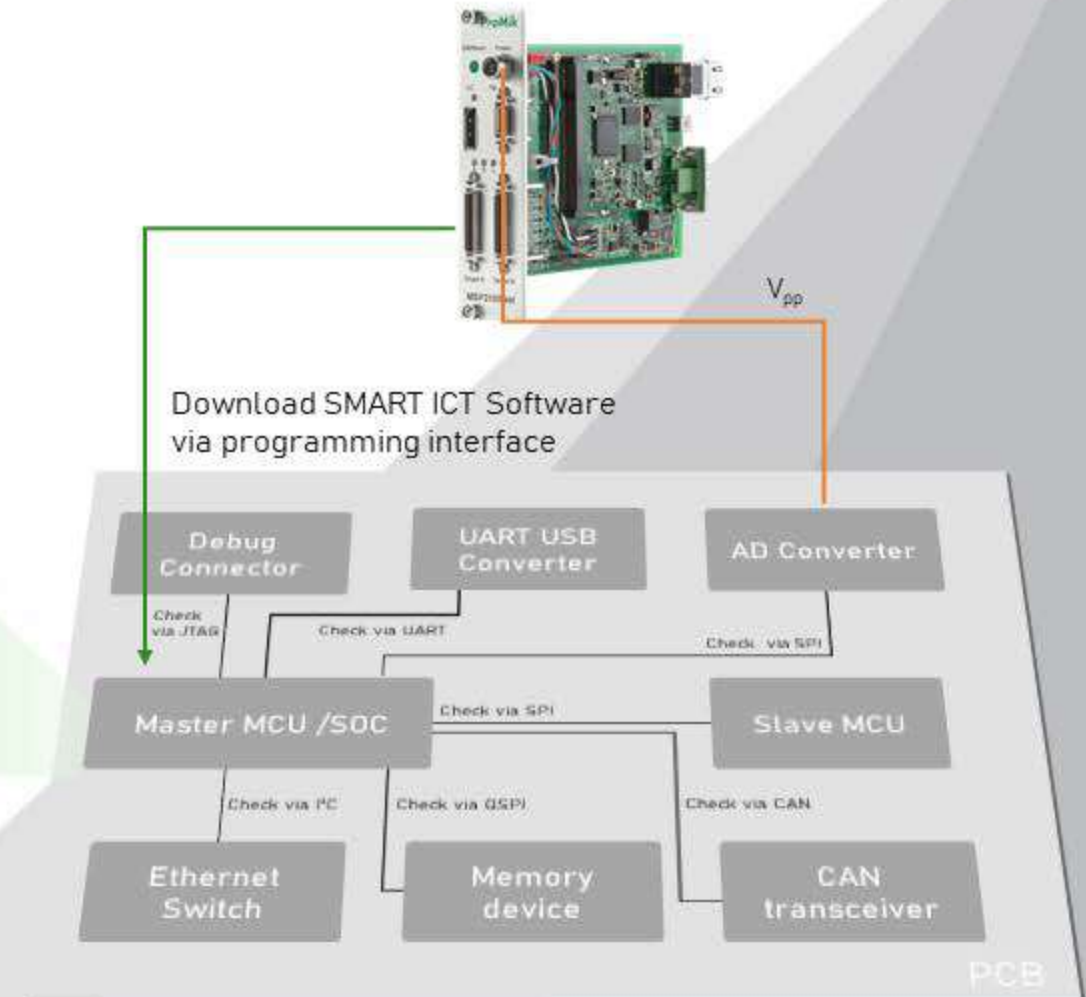 ProMik
Power
V_pp
Download SMART ICT Software
via programming interface
Debug
Connector
UART USB
Converter
AD Converter
Check
via JTAG
Check via UART
Check via SPI
Master MCU /SOC
Check via SPI
Slave MCU
Check via I²C
Check via QSPI
Check via CAN
Ethernet
Switch
Memory
device
CAN
transceiver
PCB